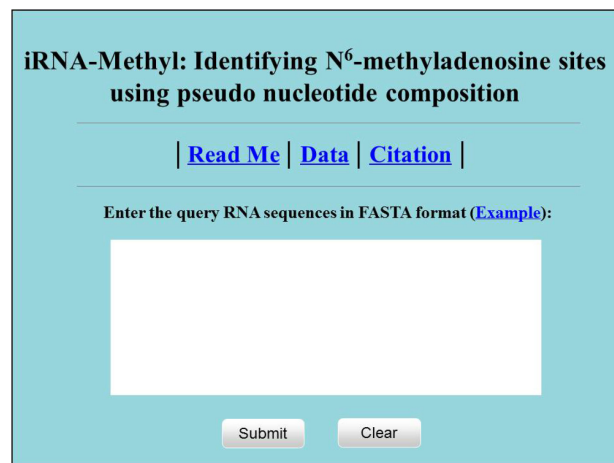 iRNA-Methyl: Identifying N⁶-methyladenosine sites
using pseudo nucleotide composition
| Read Me | Data | Citation |
Enter the query RNA sequences in FASTA format (Example):
Submit Clear